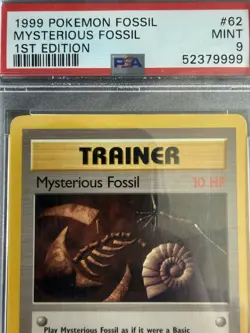 1999 POKEMON FOSSIL #62
MYSTERIOUS FOSSIL MINT
1ST EDITION 9
PSA 52379999
TRAINER
Mysterious Fossil 10 HP
Play Mysterious Fossil as if it were a Basic